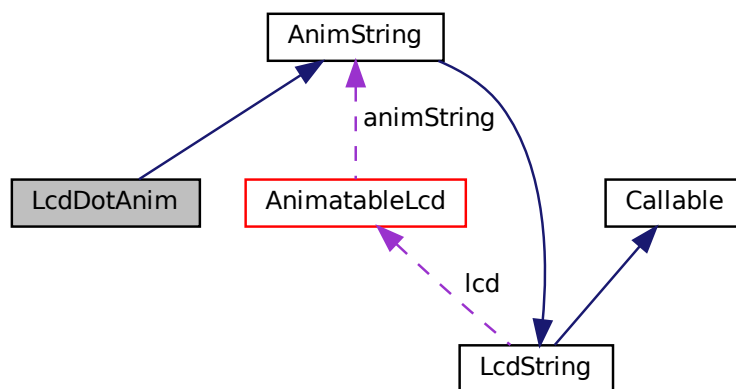 AnimString
animString
LcdDotAnim
AnimatableLcd
Callable
lcd
LcdString